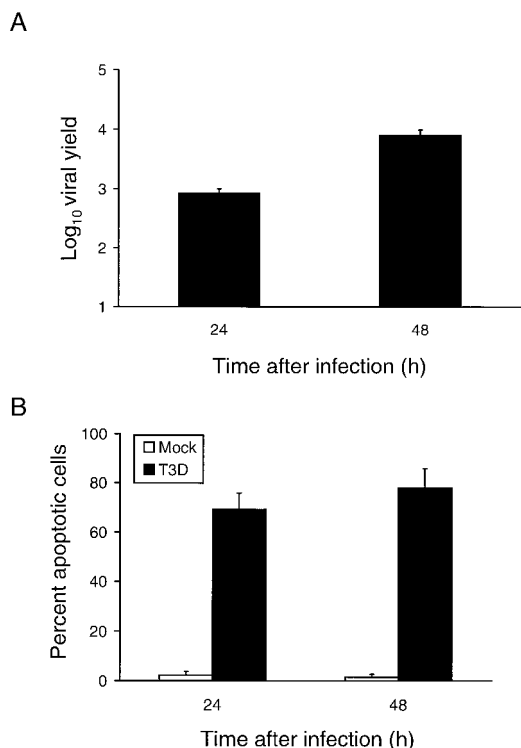 A
5
4
3
2
1
Log₁₀ viral yield
24 48
Time after infection (h)
B
100
80
60
40
20
0
Percent apoptotic cells
Mock
T3D
24 48
Time after infection (h)